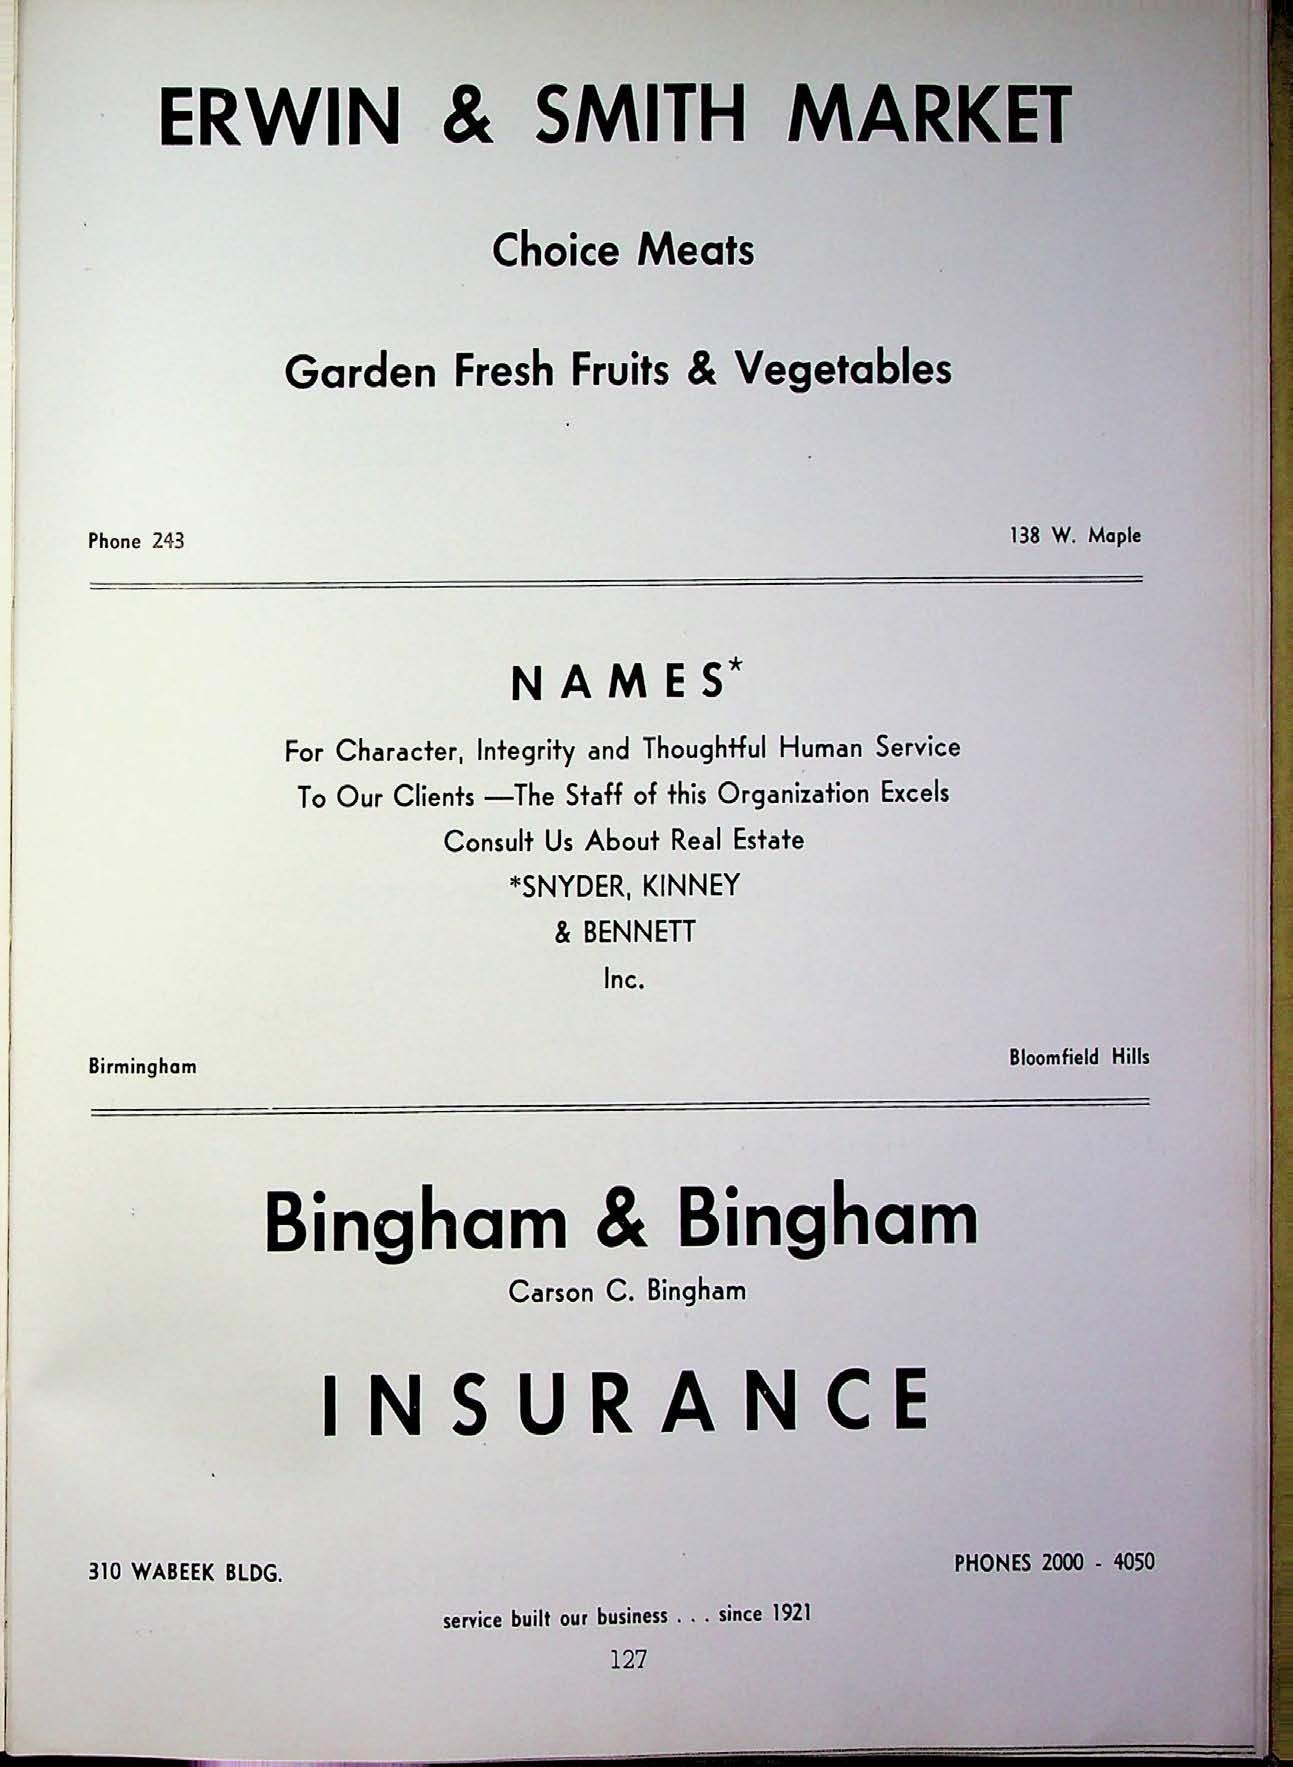 ERWIN & SMITH MARKET
Choice Meats
Garden Fresh Fruits & Vegetables
Phone 243 138 W. Maple
NAMES*
For Character, Integrity and Thoughtful Human Service
To Our Clients —The Staff of this Organization Excels
Consult Us About Real Estate
*SNYDER, KINNEY
& BENNETT
Inc.
Birmingham Bloomfield Hills
Bingham & Bingham
Carson C. Bingham
INSURANCE
310 WABEEK BLDG. PHONES 2000 - 4050
service built our business . . . since 1921
127